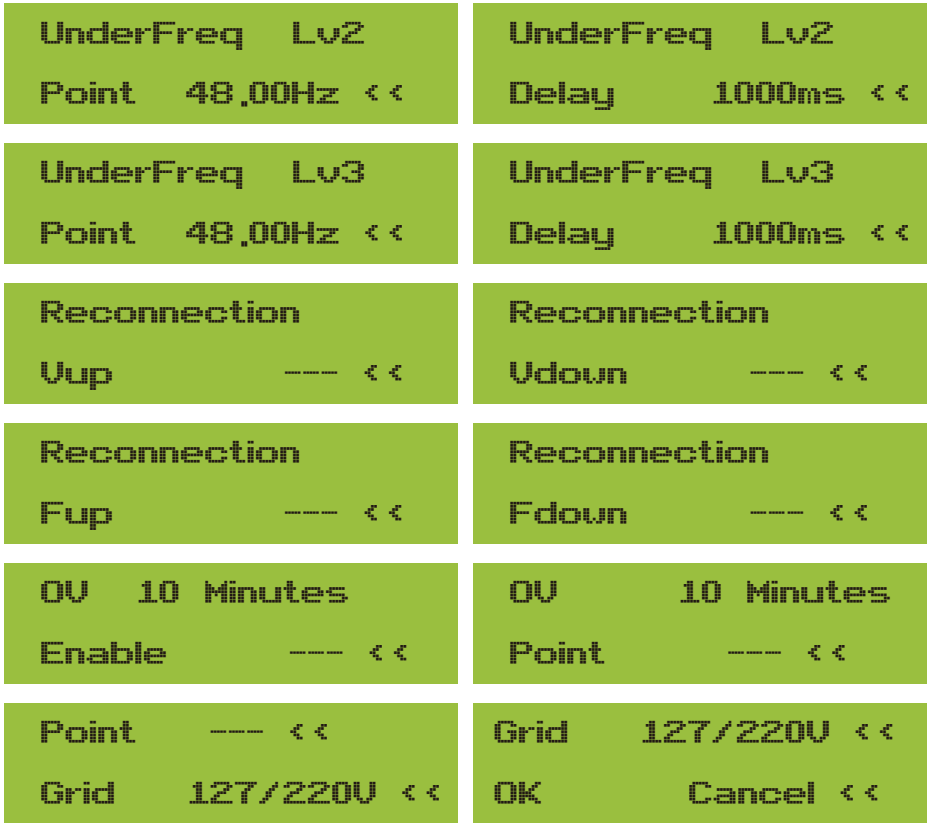 UnderFreq Lv2
Point 48.00Hz <<
UnderFreq Lv2
Delay 1000ms <<
UnderFreq Lv3
Point 48.00Hz <<
UnderFreq Lv3
Delay 1000ms <<
Reconnection
Vup --- <<
Reconnection
Vdown --- <<
Reconnection
Fup --- <<
Reconnection
Fdown --- <<
OV 10 Minutes
Enable --- <<
OV 10 Minutes
Point --- <<
Point --- <<
Grid 127/220V <<
Grid 127/220V <<
OK Cancel <<